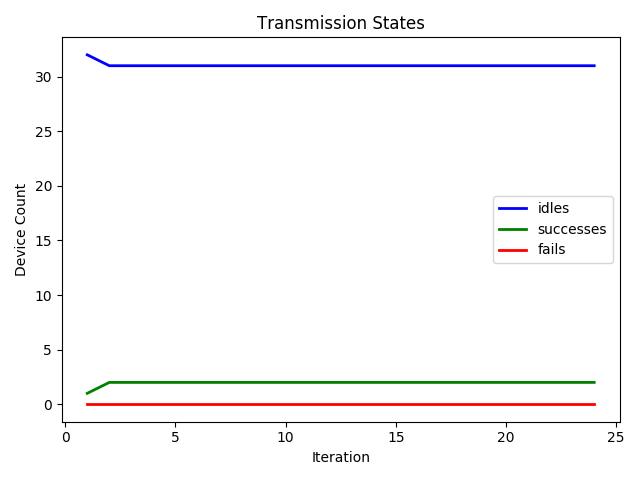 Transmission States
Device Count
30
25
20
15
10
5
0
idles
successes
fails
0 5 10 15 20 25
Iteration